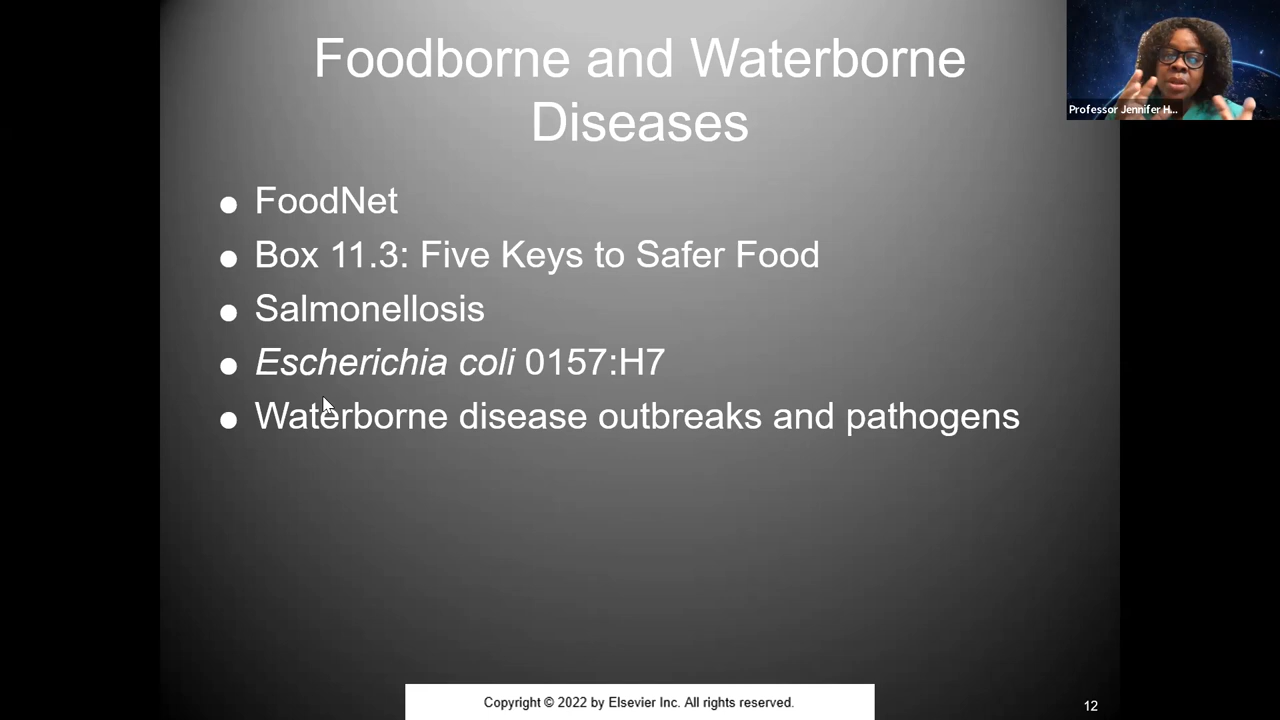 Foodborne and Waterborne
Diseases
Professor Jennifer H...
● FoodNet
● Box 11.3: Five Keys to Safer Food
● Salmonellosis
● Escherichia coli 0157:H7
● Waterborne disease outbreaks and pathogens
Copyright © 2022 by Elsevier Inc. All rights reserved.
12